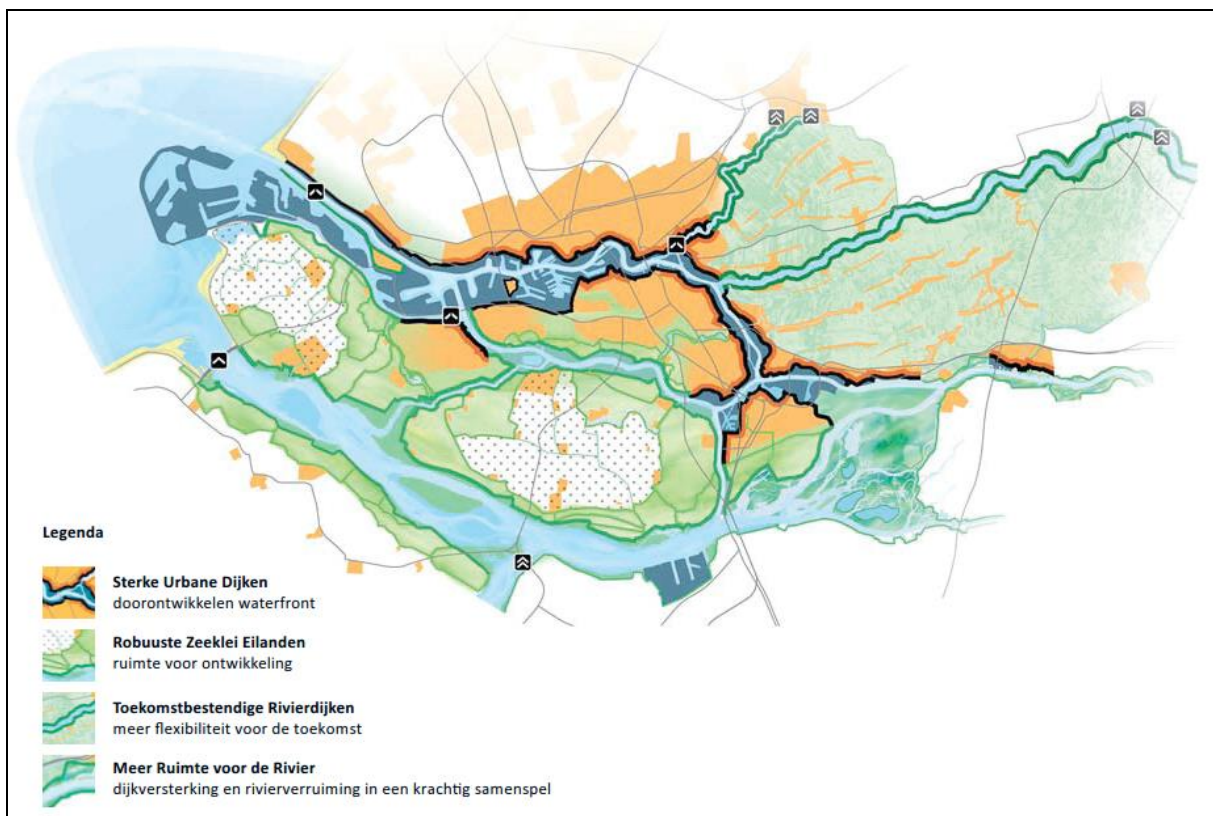 Legenda
Sterke Urbane Dijken
doorontwikkelen waterfront
Robuuste Zeeklei Eilanden
ruimte voor ontwikkeling
Toekomstbestendige Rivierdijken
meer flexibiliteit voor de toekomst
Meer Ruimte voor de Rivier
dijkversterking en rivierverruiming in een krachtig samenspel